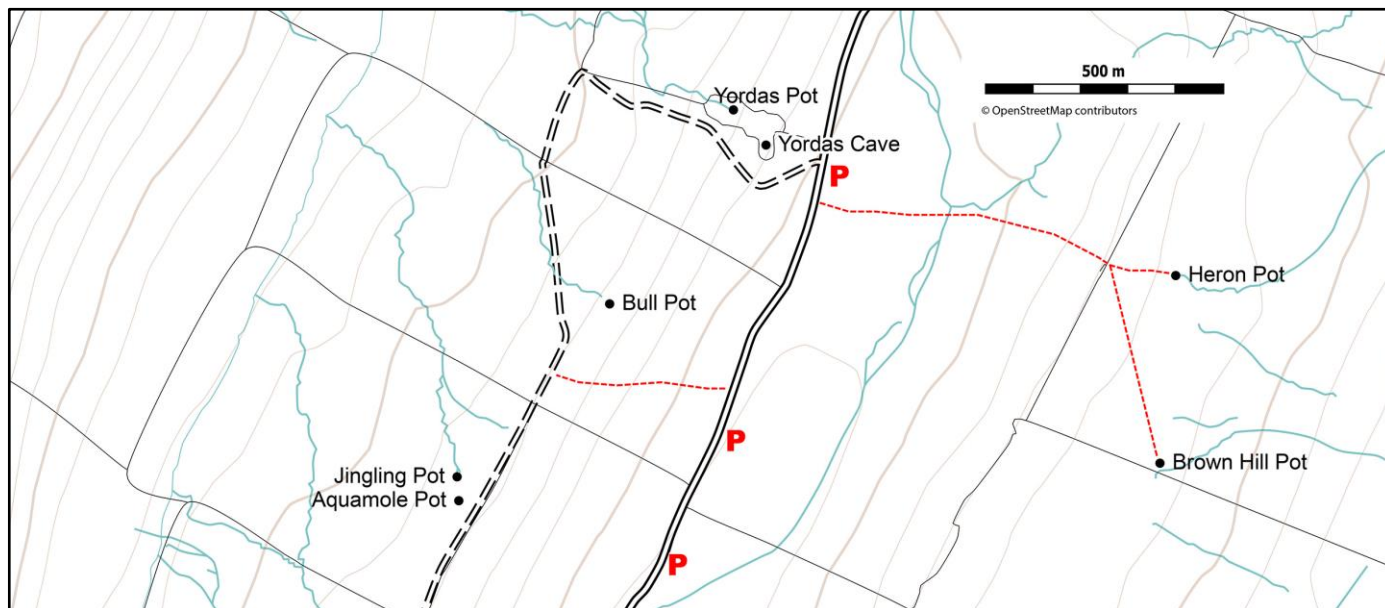 500 m
© OpenStreetMap contributors
Yordas Pot
Yordas Cave
P
Heron Pot
Bull Pot
P
Brown Hill Pot
Jingling Pot
Aquamole Pot
P